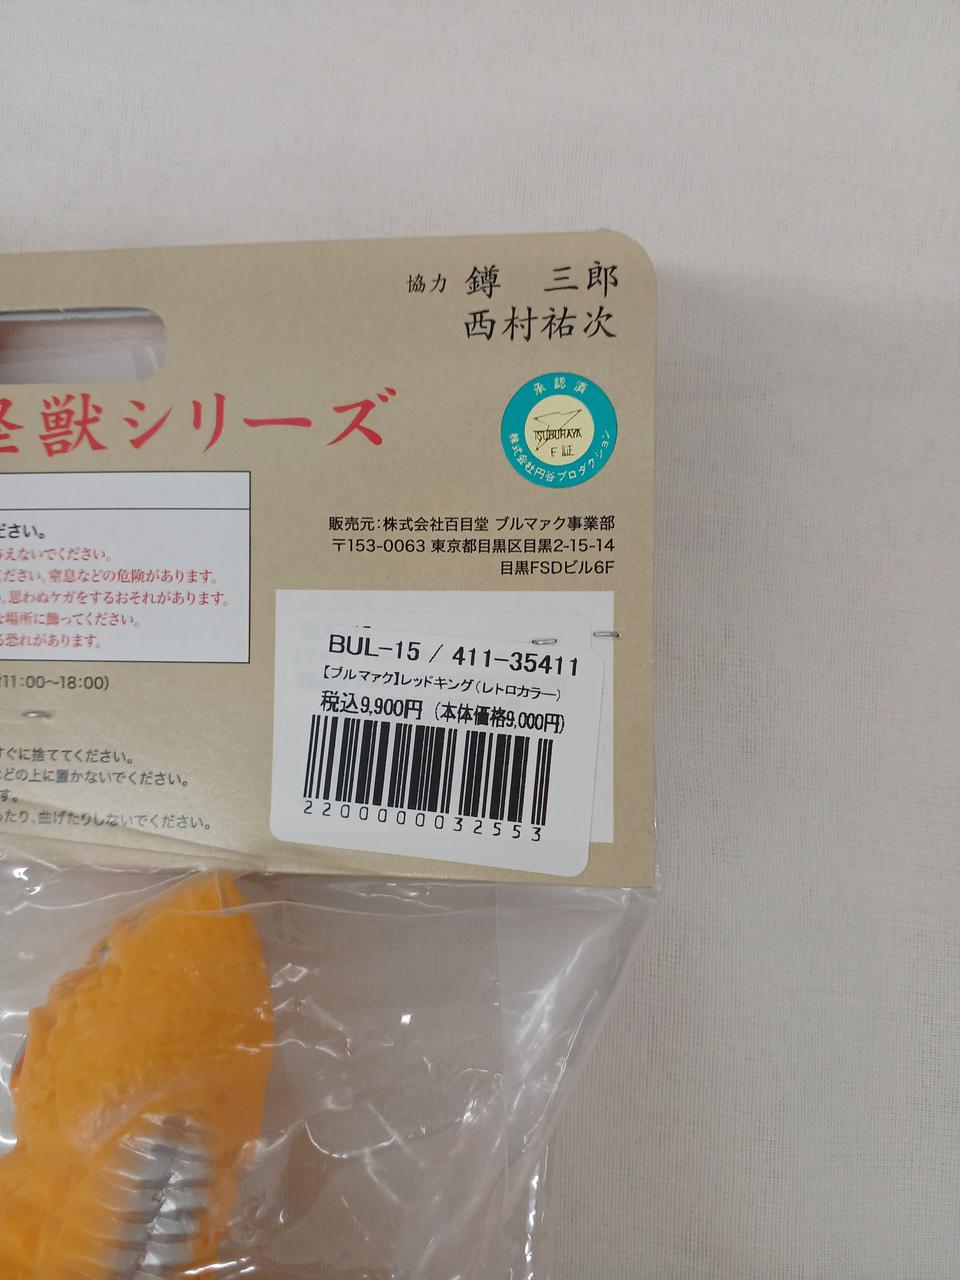 協力 鐏 三郎
西村祐次
怪獣シリーズ
承認済
TSUBURAYA
E 証
株式会社円谷プロダクション
ださい。
与えないでください。
ください。窒息などの危険があります。
、思わぬケガをするおそれがあります。
な場所に飾ってください。
る恐れがあります。
11:00〜18:00)
すぐに捨ててください。
などの上に置かないでください。
す。
ったり、曲げたりしないでください。
販売元:株式会社百目堂 ブルマァク事業部
〒153-0063 東京都目黒区目黒2-15-14
目黒FSDビル6F
BUL-15 / 411-35411
【ブルマァク】レッドキング(レトロカラー)
税込9,900円 (本体価格9,000円)
2200000032553